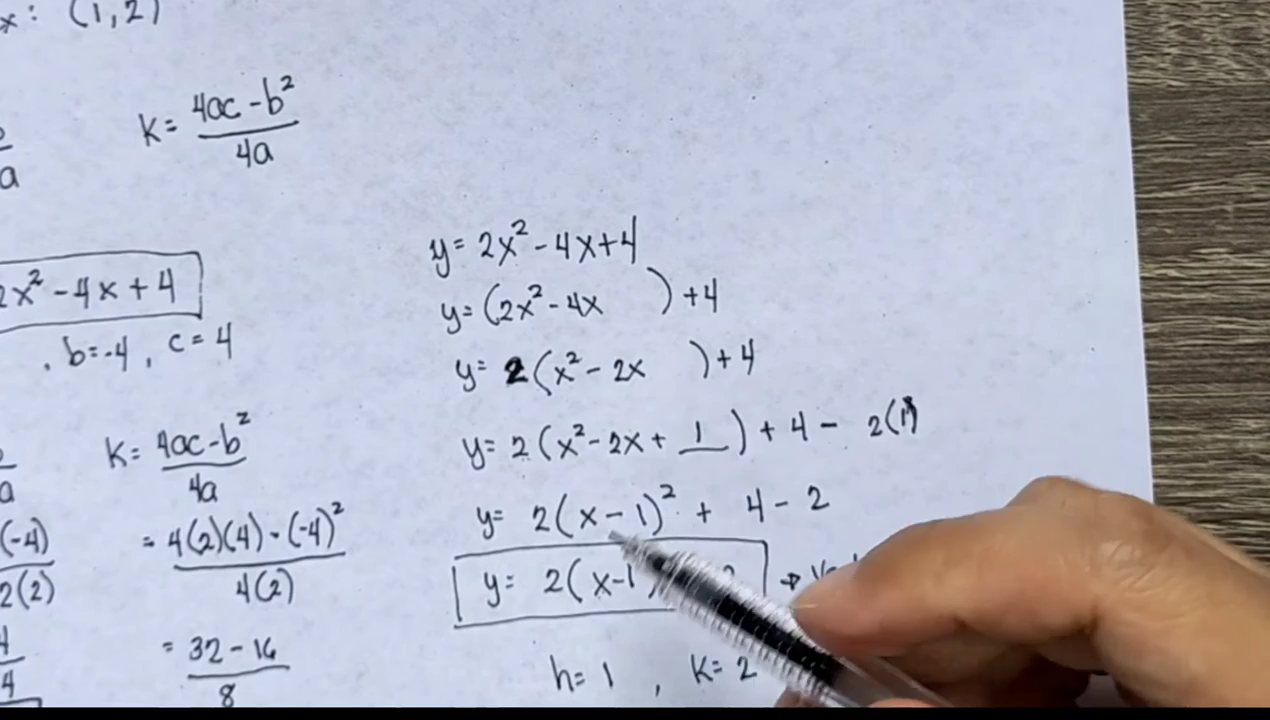 x: (1,2)
K= 4ac-b²/4a
a
2x²-4x+4
, b=-4, c=4
y= 2x²-4x+4
y= (2x²-4x    )+4
y= 2(x²-2x    )+4
y= 2(x²-2x+ 1 )+4- 2(1)
y= 2(x-1)²+ 4-2
y= 2(x-1
h= 1 , K= 2
K= 4ac-b²/4a
a
(-4)/2(2)
= 4(2)(4)-(-4)²/4(2)
4/4
= 32-16/8